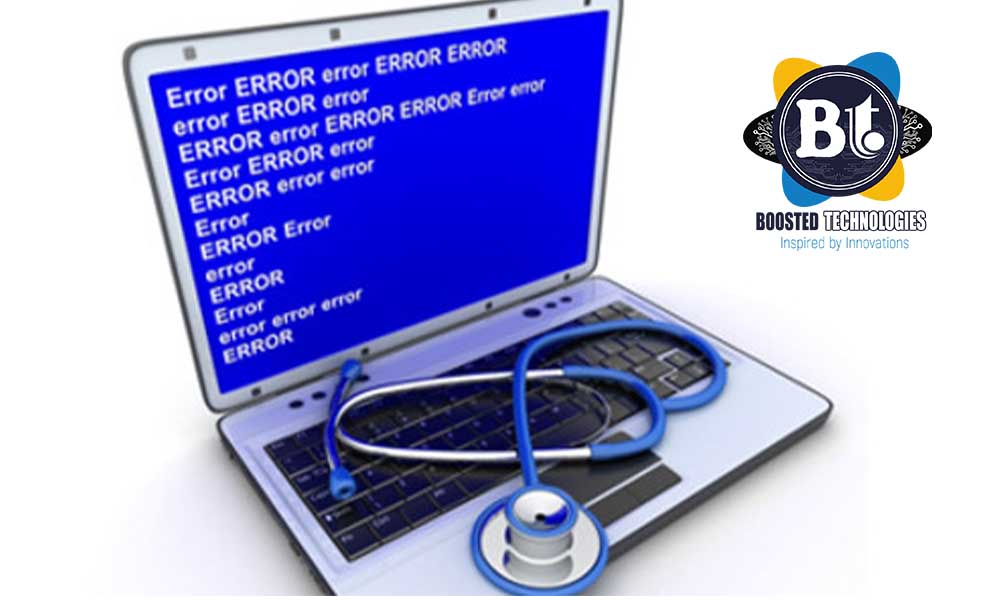 Error ERROR error ERROR ERROR
error ERROR error
ERROR error ERROR ERROR Error error
Error ERROR error
ERROR error error
Error
ERROR Error
error
ERROR
Error
error error error
ERROR
Bt.
BOOSTED TECHNOLOGIES
Inspired by Innovations